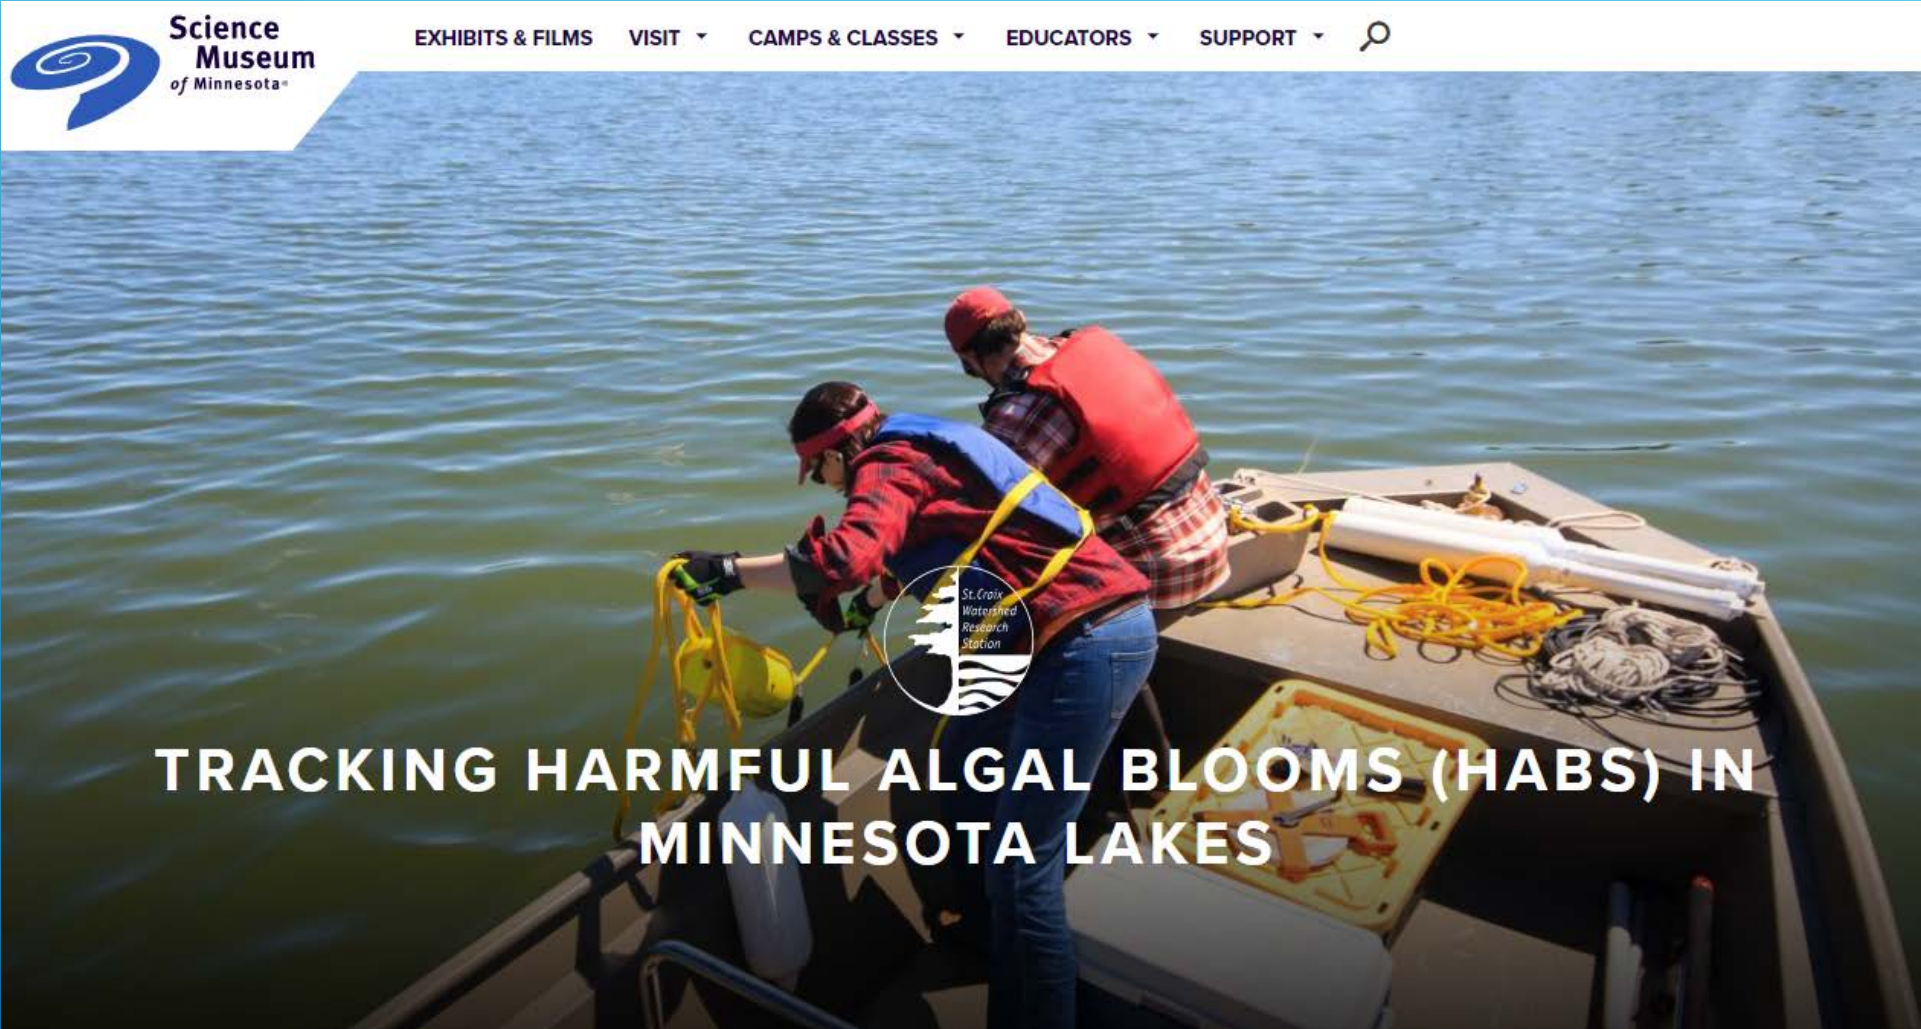 Science
Museum
of Minnesota
EXHIBITS & FILMS VISIT CAMPS & CLASSES EDUCATORS SUPPORT
St.Croix
Watershed
Research
Station
TRACKING HARMFUL ALGAL BLOOMS (HABS) IN
MINNESOTA LAKES